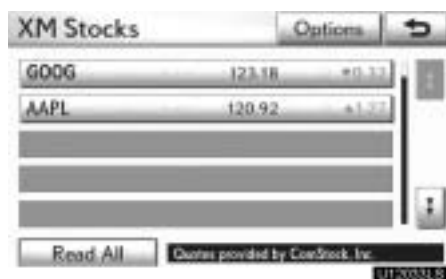 XM Stocks Options
GOOG 123.18
AAPL 120.92
Read All Quotes provided by ComStock, Inc.